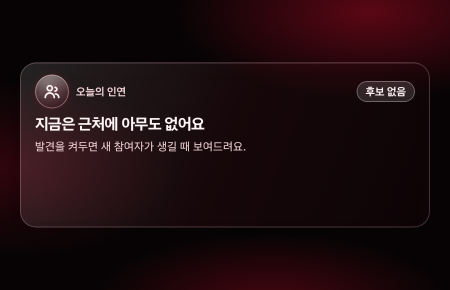 오늘의 인연
후보 없음
지금은 근처에 아무도 없어요
발견을 켜두면 새 참여자가 생길 때 보여드려요.